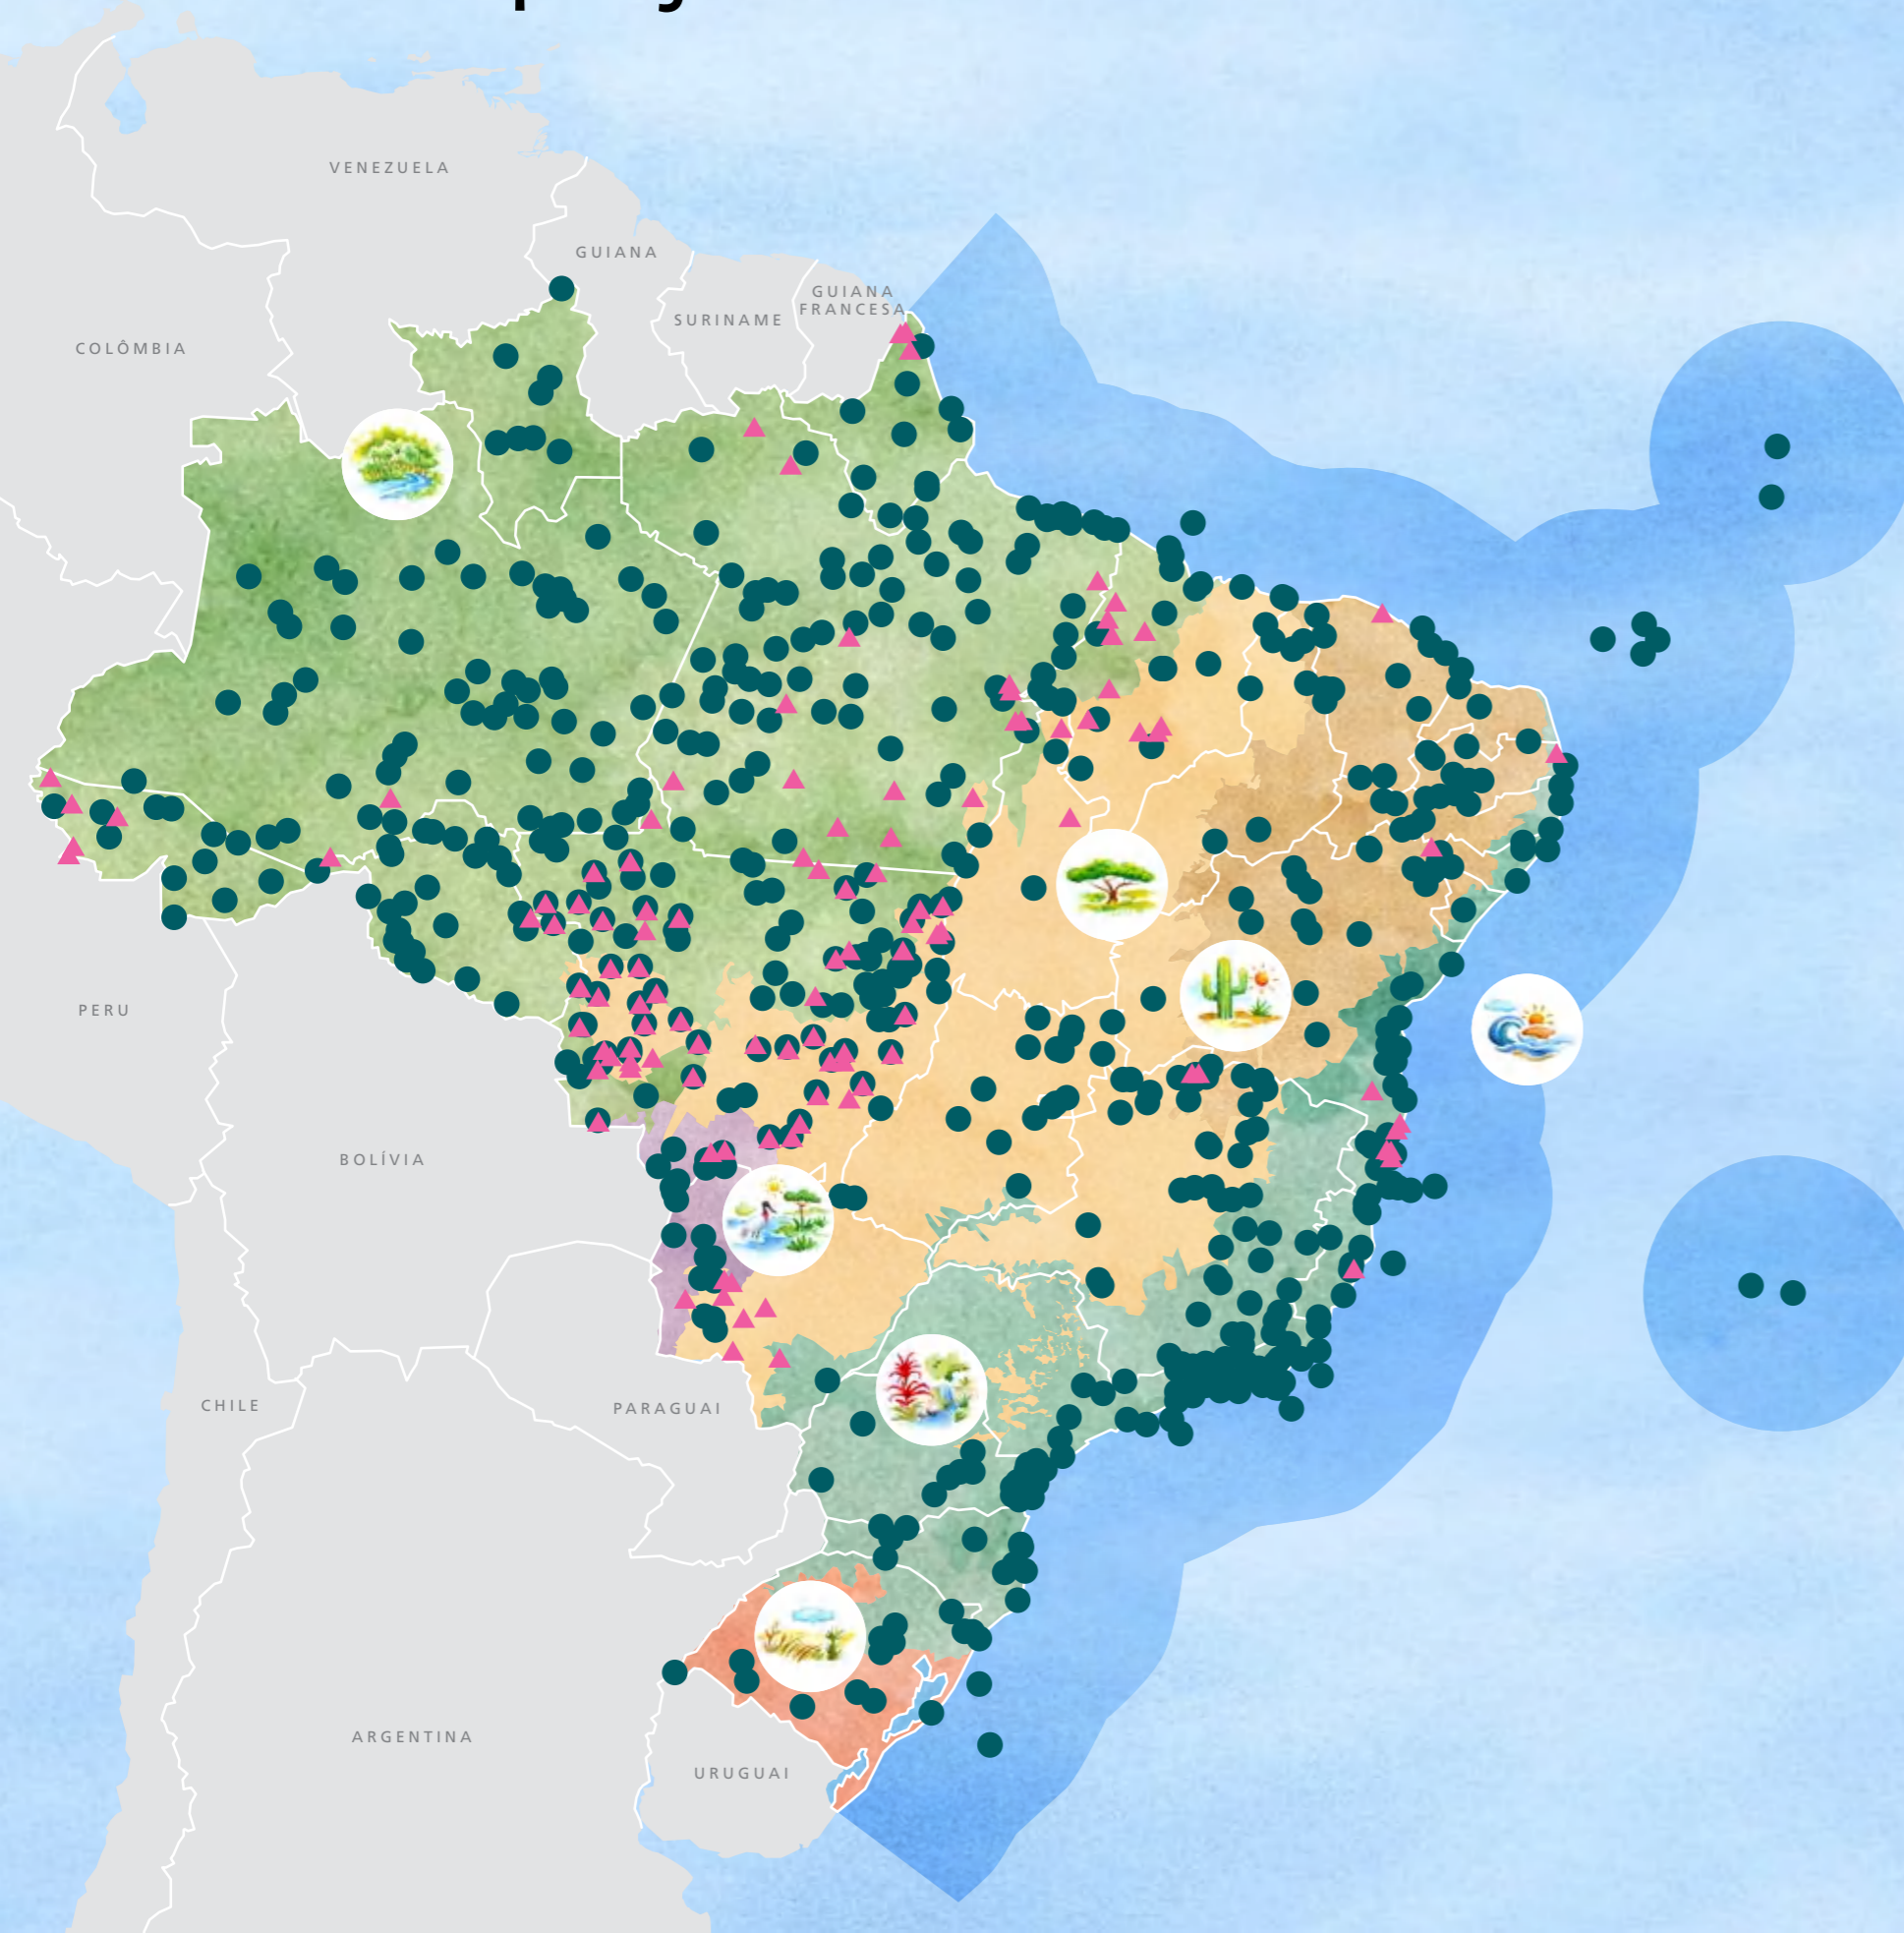 VENEZUELA
GUIANA
GUIANA
FRANCESA
SURINAME
COLÔMBIA
PERU
BOLÍVIA
CHILE
PARAGUAI
ARGENTINA
URUGUAI